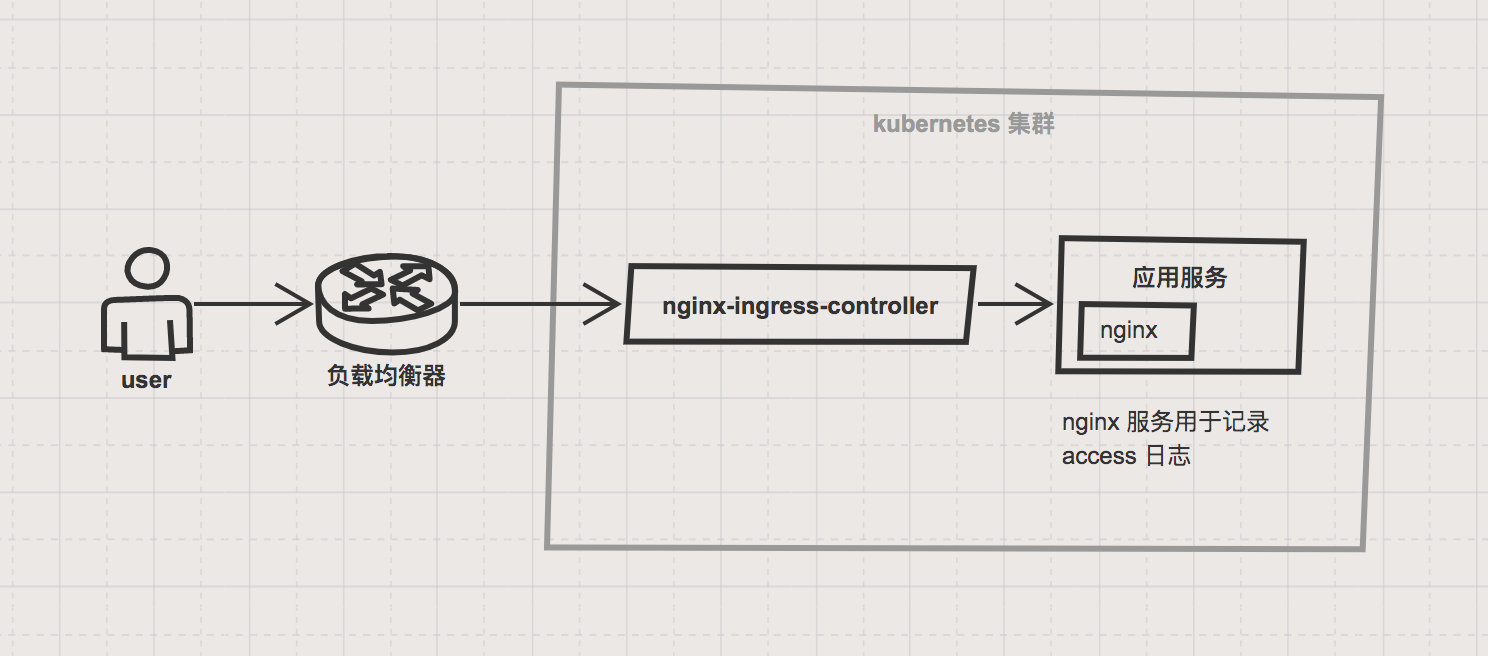 kubernetes 集群
user
负载均衡器
nginx-ingress-controller
应用服务
nginx
nginx 服务用于记录
access 日志